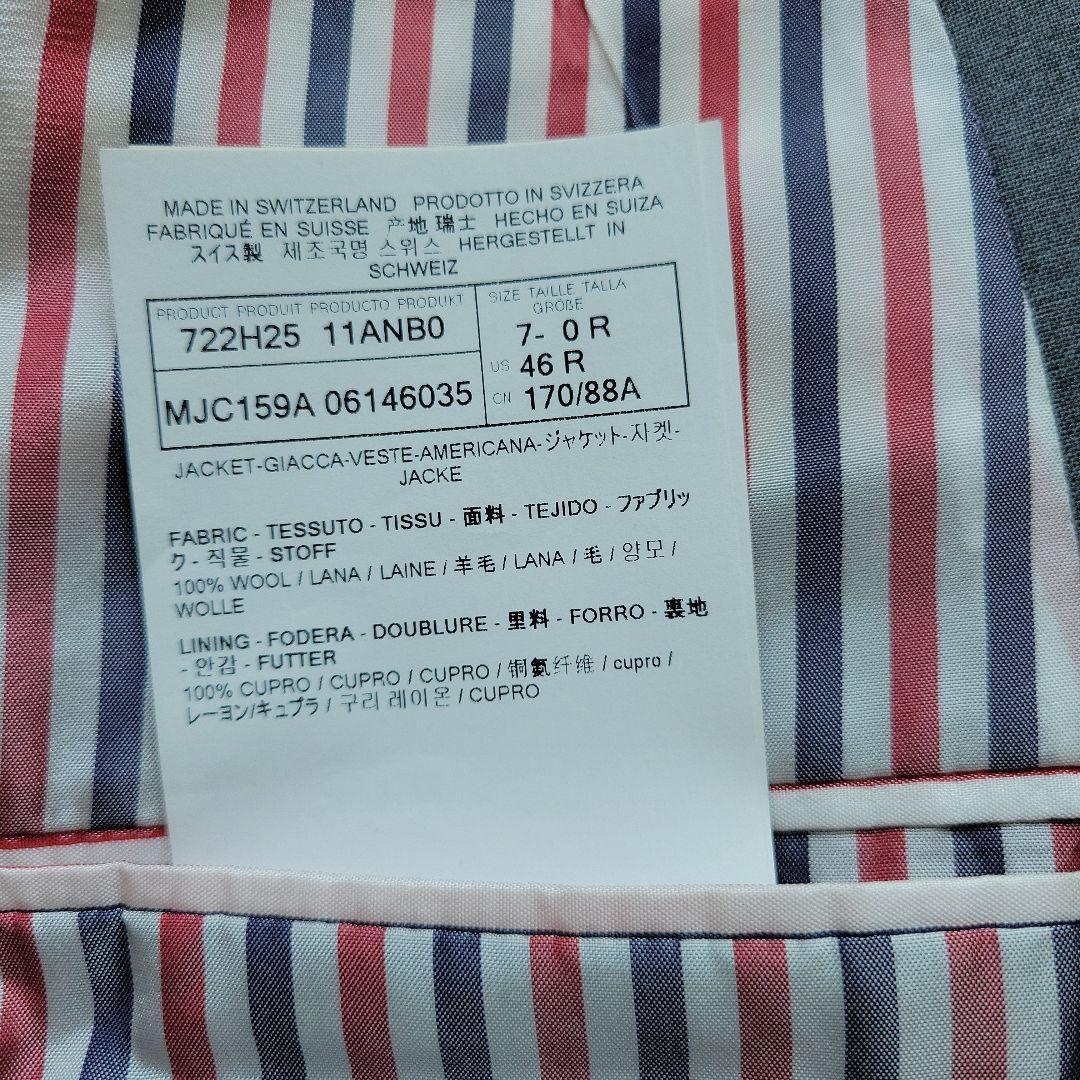 MADE IN SWITZERLAND PRODOTTO IN SVIZZERA
FABRIQUÉ EN SUISSE 产地 瑞士 HECHO EN SUIZA
スイス製 제조국명 스위스 HERGESTELLT IN
SCHWEIZ
PRODUCT PRODUIT PRODUCTO PRODUKT
722H25 11ANB0
MJC159A 06146035
SIZE TAILLE TALLA
GRÖßE
7- 0 R
US 46 R
CN 170/88A
JACKET-GIACCA-VESTE-AMERICANA-ジャケット-자켓-
JACKE
FABRIC - TESSUTO - TISSU - 面料 - TEJIDO - ファブリッ
ク - 직물 - STOFF
100% WOOL / LANA / LAINE / 羊毛 / LANA / 毛 / 양모 /
WOLLE
LINING - FODERA - DOUBLURE - 里料 - FORRO - 裏地
- 안감 - FUTTER
100% CUPRO / CUPRO / CUPRO / 铜氨纤维 / cupro /
レーヨン/キュプラ / 구리 레이온 / CUPRO